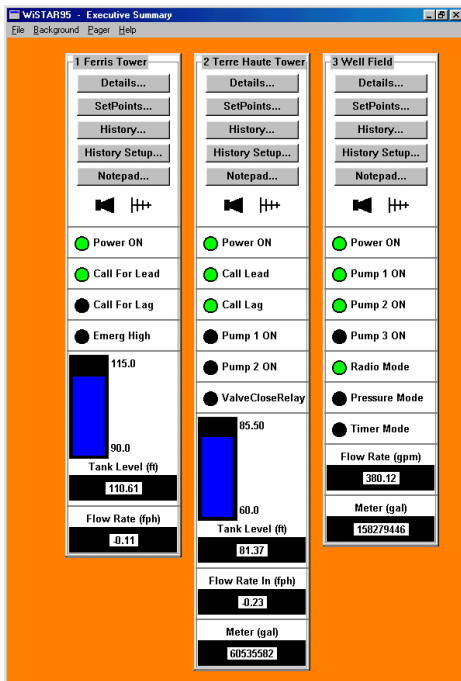 WiSTAR95 - Executive Summary
File Background Pager Help
1 Ferris Tower
Details...
SetPoints...
History...
History Setup...
Notepad...
Power ON
Call For Lead
Call For Lag
Emerg High
115.0
90.0
Tank Level (ft)
110.61
Flow Rate (fph)
-0.11
2 Terre Haute Tower
Details...
SetPoints...
History...
History Setup...
Notepad...
Power ON
Call Lead
Call Lag
Pump 1 ON
Pump 2 ON
ValveCloseRelay
85.50
60.0
Tank Level (ft)
81.37
Flow Rate In (fph)
-0.23
Meter (gal)
60535582
3 Well Field
Details...
SetPoints...
History...
History Setup...
Notepad...
Power ON
Pump 1 ON
Pump 2 ON
Pump 3 ON
Radio Mode
Pressure Mode
Timer Mode
Flow Rate (gpm)
380.12
Meter (gal)
158279446